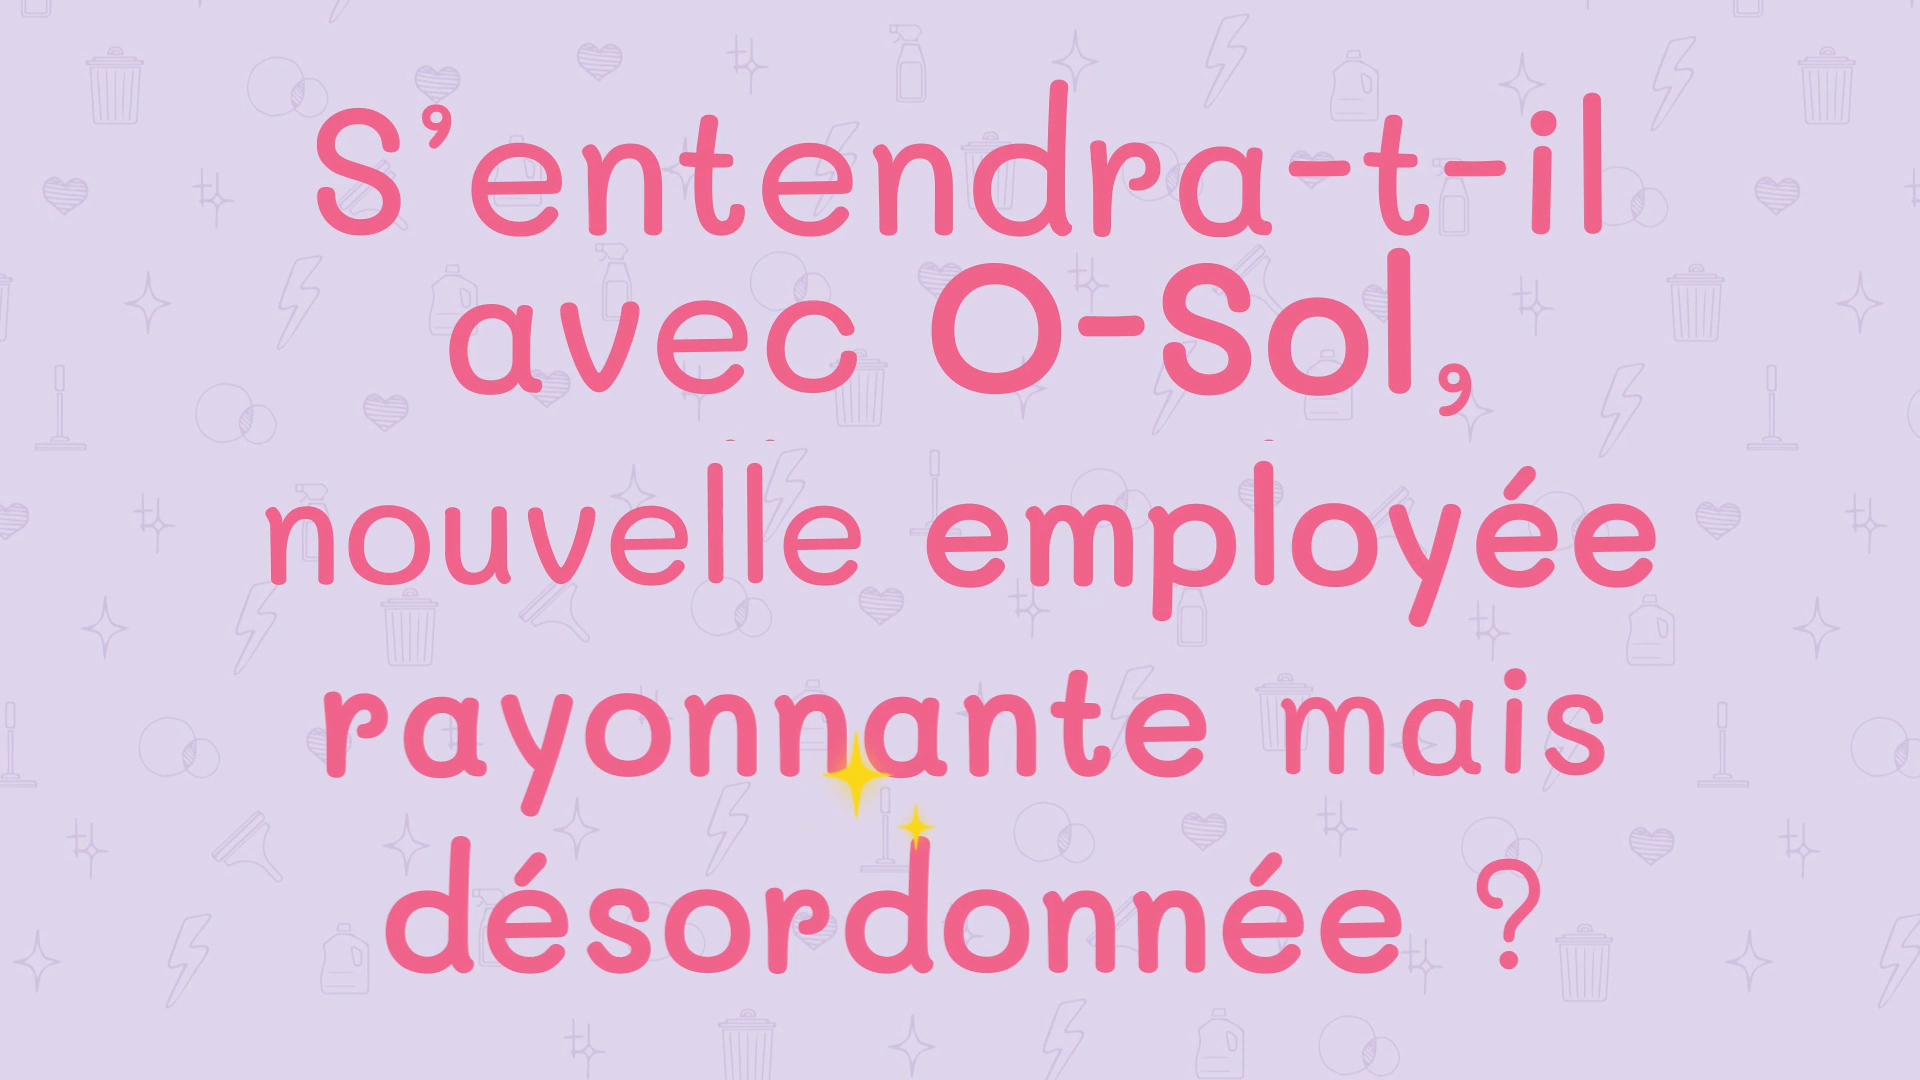 S'entendra-t-il
avec O-Sol,
nouvelle employée
rayonnante mais
désordonnée ?